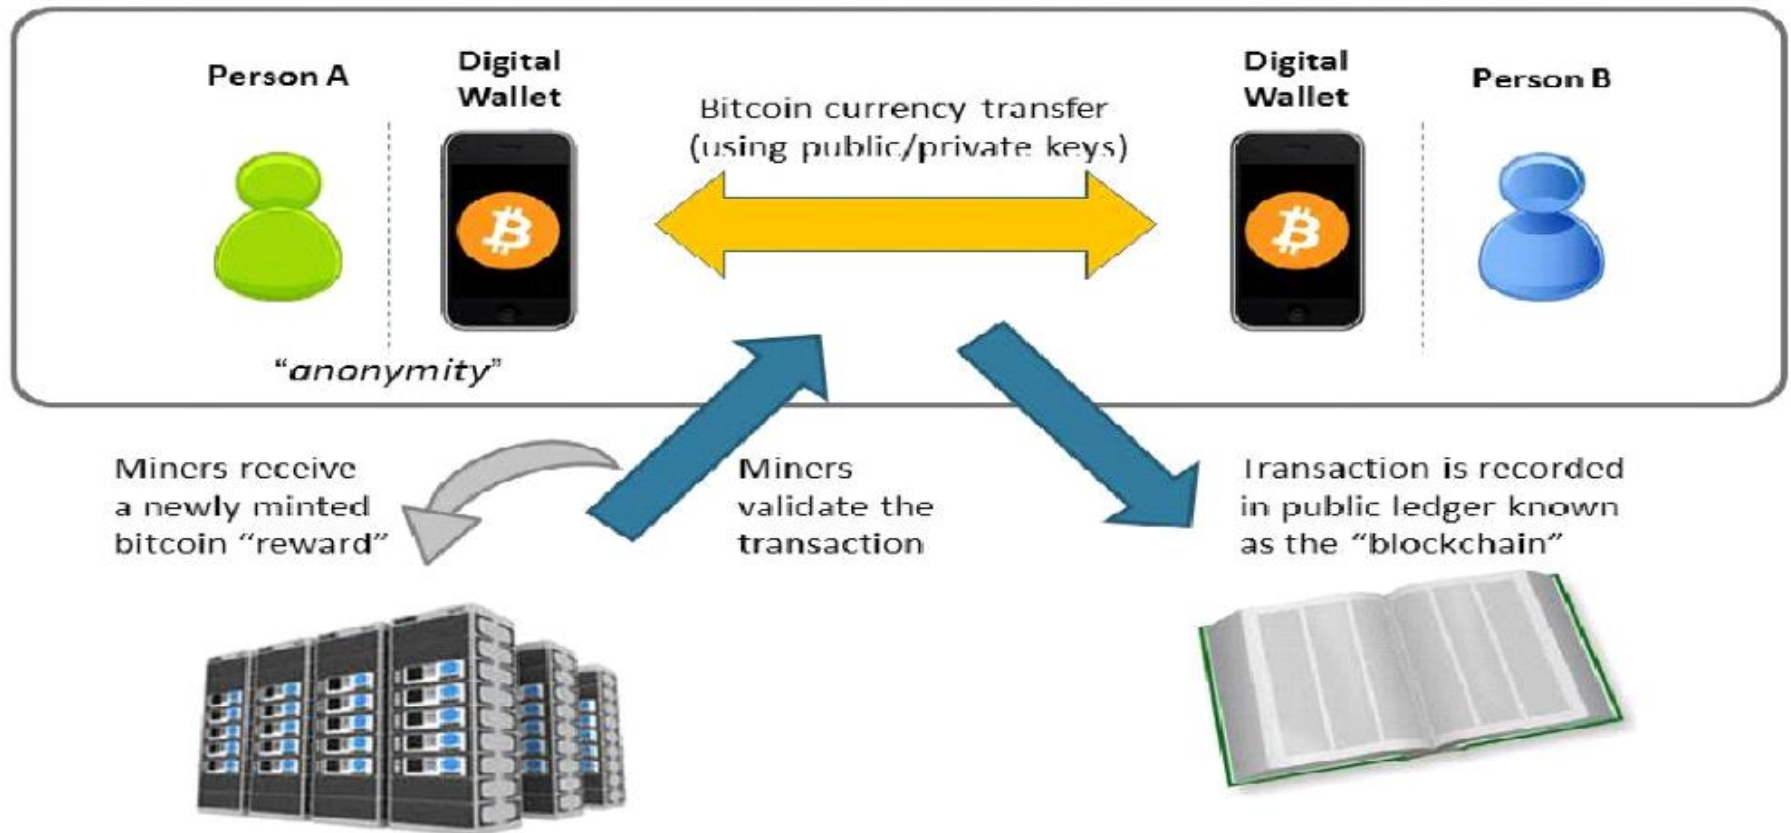 Person A
Digital
Wallet
Bitcoin currency transfer
(using public/private keys)
Digital
Wallet
Person B
"anonymity"
Miners receive
a newly minted
bitcoin "reward"
Miners
validate the
transaction
Transaction is recorded
in public ledger known
as the "blockchain"